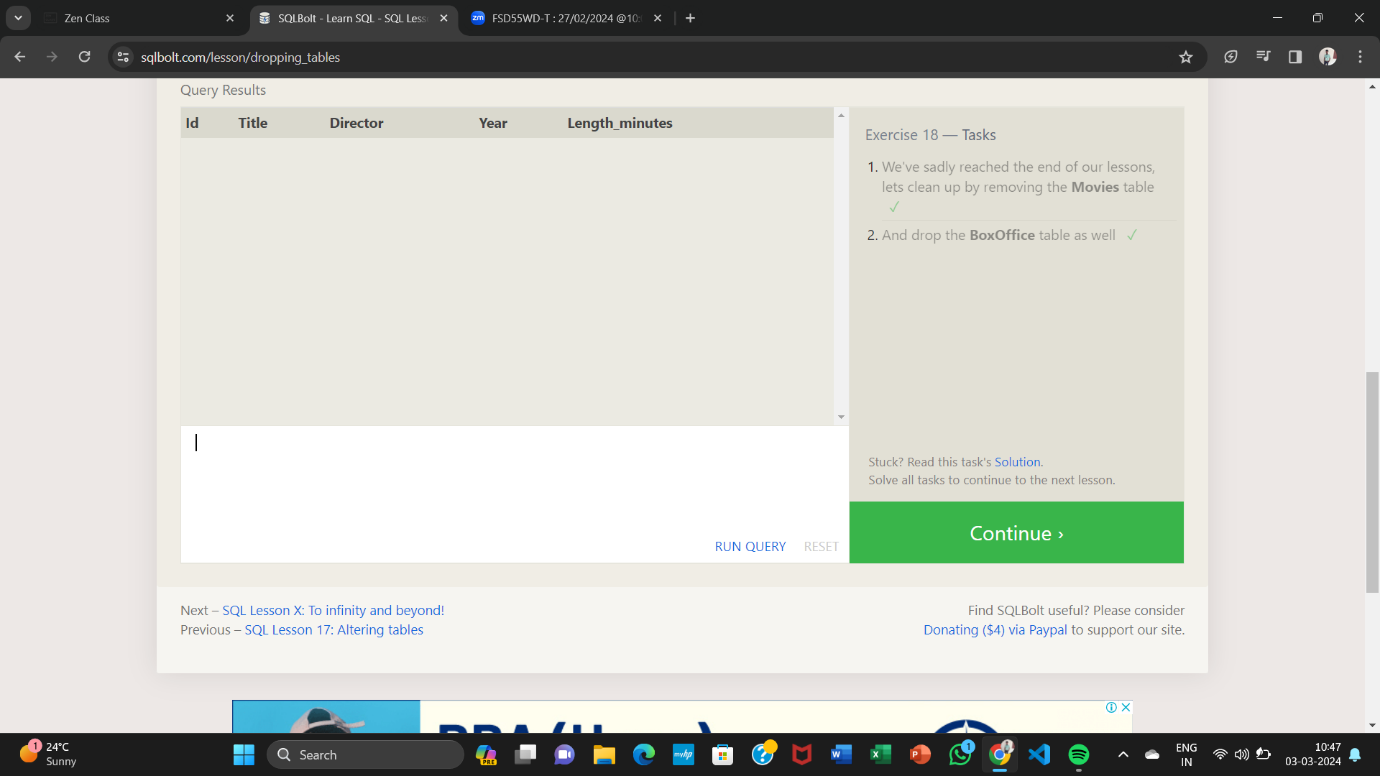 Zen Class
SQLBolt - Learn SQL - SQL Less
zm FSD55WD-T : 27/02/2024 @10:
sqlbolt.com/lesson/dropping_tables
Query Results
Id Title Director Year Length_minutes
Exercise 18 — Tasks
1. We've sadly reached the end of our lessons,
lets clean up by removing the Movies table
✓
2. And drop the BoxOffice table as well ✓
Stuck? Read this task's Solution.
Solve all tasks to continue to the next lesson.
RUN QUERY RESET
Continue ›
Next – SQL Lesson X: To infinity and beyond!
Previous – SQL Lesson 17: Altering tables
Find SQLBolt useful? Please consider
Donating ($4) via Paypal to support our site.
1
24°C
Sunny
Search
PRE
myhp
1
ENG
IN
10:47
03-03-2024